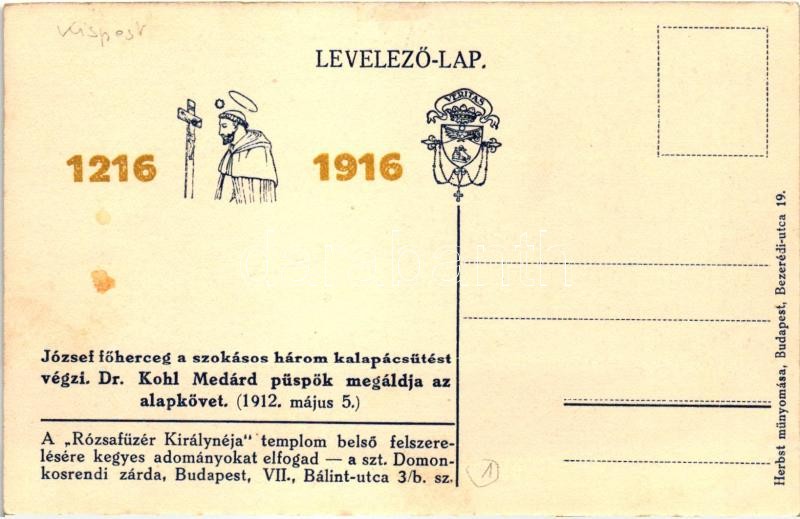 Kispest
LEVELEZŐ-LAP.
VERITAS
1216 1916
József főherceg a szokásos három kalapácsütést
végzi. Dr. Kohl Medárd püspök megáldja az
alapkövet. (1912. május 5.)
A „Rózsafüzér Királynéja" templom belső felszere-
lésére kegyes adományokat elfogad — a szt. Domon-
kosrendi zárda, Budapest, VII., Bálint-utca 3/b. sz.
1
Herbst műnyomása, Budapest, Bezerédi-utca 19.